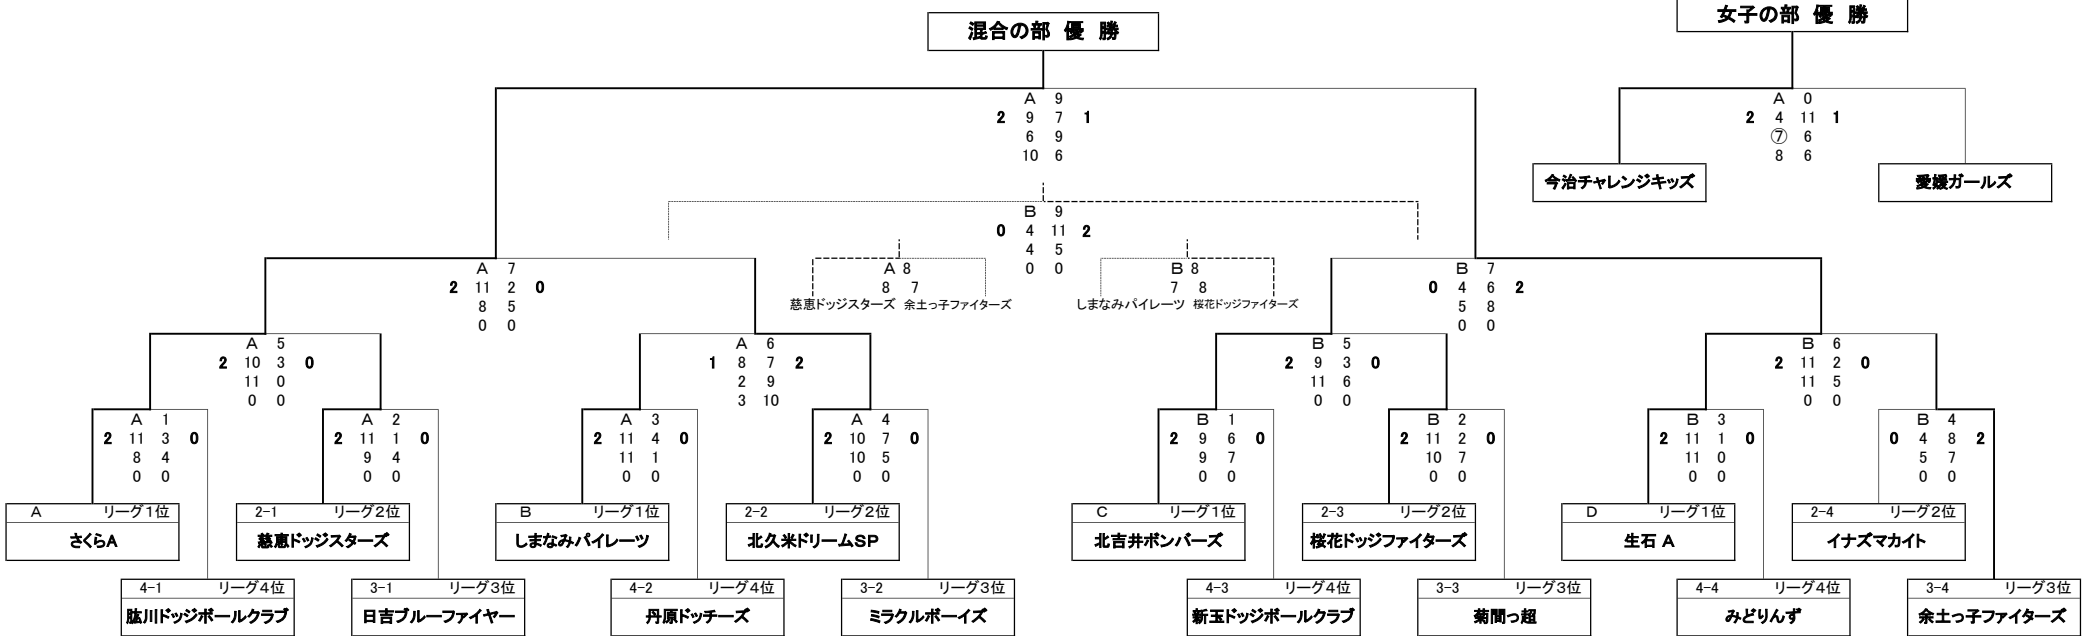 混合の部 優 勝
女子の部 優 勝
A 9
2 9 7 1
6 9
10 6
A 0
2 4 11 1
⑦ 6
8 6
今治チャレンジキッズ
愛媛ガールズ
B 9
0 4 11 2
4 5
0 0
A 7
2 11 2 0
8 5
0 0
A 8
8 7
慈恵ドッジスターズ 余土っ子ファイターズ
B 8
7 8
しまなみパイレーツ 桜花ドッジファイターズ
B 7
0 4 6 2
5 8
0 0
A 5
2 10 3 0
11 0
0 0
A 6
1 8 7 2
2 9
3 10
B 5
2 9 3 0
11 6
0 0
B 6
2 11 2 0
11 5
0 0
A 1
2 11 3 0
8 4
0 0
A 2
2 11 1 0
9 4
0 0
A 3
2 11 4 0
11 1
0 0
A 4
2 10 7 0
10 5
0 0
B 1
2 9 6 0
9 7
0 0
B 2
2 11 2 0
10 7
0 0
B 3
2 11 1 0
11 0
0 0
B 4
0 4 8 2
5 7
0 0
A リーグ1位
さくらA
2-1 リーグ2位
慈恵ドッジスターズ
B リーグ1位
しまなみパイレーツ
2-2 リーグ2位
北久米ドリームSP
C リーグ1位
北吉井ボンバーズ
2-3 リーグ2位
桜花ドッジファイターズ
D リーグ1位
生石 A
2-4 リーグ2位
イナズマカイト
4-1 リーグ4位
肱川ドッジボールクラブ
3-1 リーグ3位
日吉ブルーファイヤー
4-2 リーグ4位
丹原ドッチーズ
3-2 リーグ3位
ミラクルボーイズ
4-3 リーグ4位
新玉ドッジボールクラブ
3-3 リーグ3位
菊間っ超
4-4 リーグ4位
みどりんず
3-4 リーグ3位
余土っ子ファイターズ